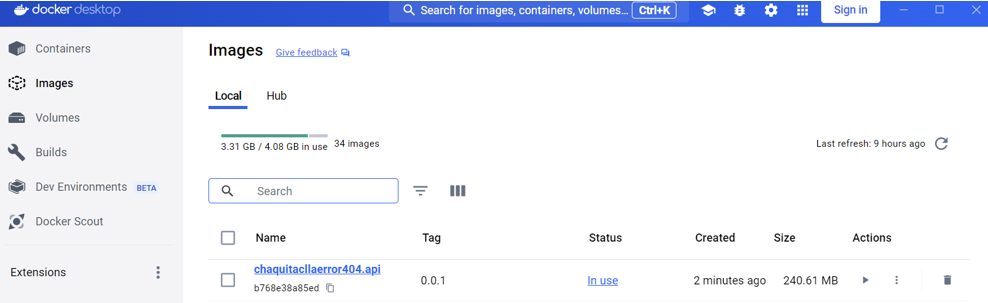 docker desktop
Search for images, containers, volumes... Ctrl+K
Sign in
Containers
Images
Volumes
Builds
Dev Environments BETA
Docker Scout
Extensions
Images Give feedback
Local Hub
3.31 GB / 4.08 GB in use 34 images
Last refresh: 9 hours ago
Search
Name Tag Status Created Size Actions
chaquitacllaerror404.api 0.0.1 In use 2 minutes ago 240.61 MB
b768e38a85ed